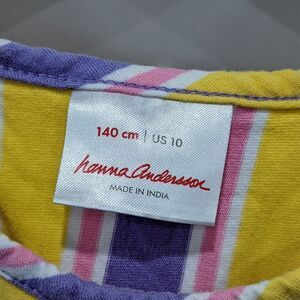 140 cm | US 10
hanna Andersson
MADE IN INDIA